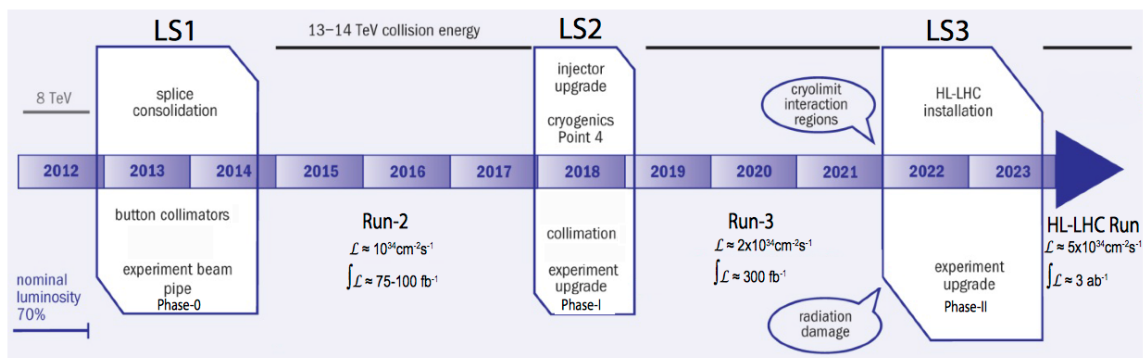 LS1
LS2
LS3
13–14 TeV collision energy
8 TeV
splice
consolidation
injector
upgrade
cryogenics
Point 4
cryolimit
interaction
regions
HL-LHC
installation
2012
2013
2014
2015
2016
2017
2018
2019
2020
2021
2022
2023
button collimators
experiment beam
pipe
Phase-0
nominal
luminosity
70%
Run-2
ℒ ≈ 10³⁴cm⁻²s⁻¹
∫ℒ ≈ 75-100 fb⁻¹
collimation
experiment
upgrade
Phase-I
Run-3
ℒ ≈ 2x10³⁴cm⁻²s⁻¹
∫ℒ ≈ 300 fb⁻¹
radiation
damage
experiment
upgrade
Phase-II
HL-LHC Run
ℒ ≈ 5x10³⁴cm⁻²s⁻¹
∫ℒ ≈ 3 ab⁻¹